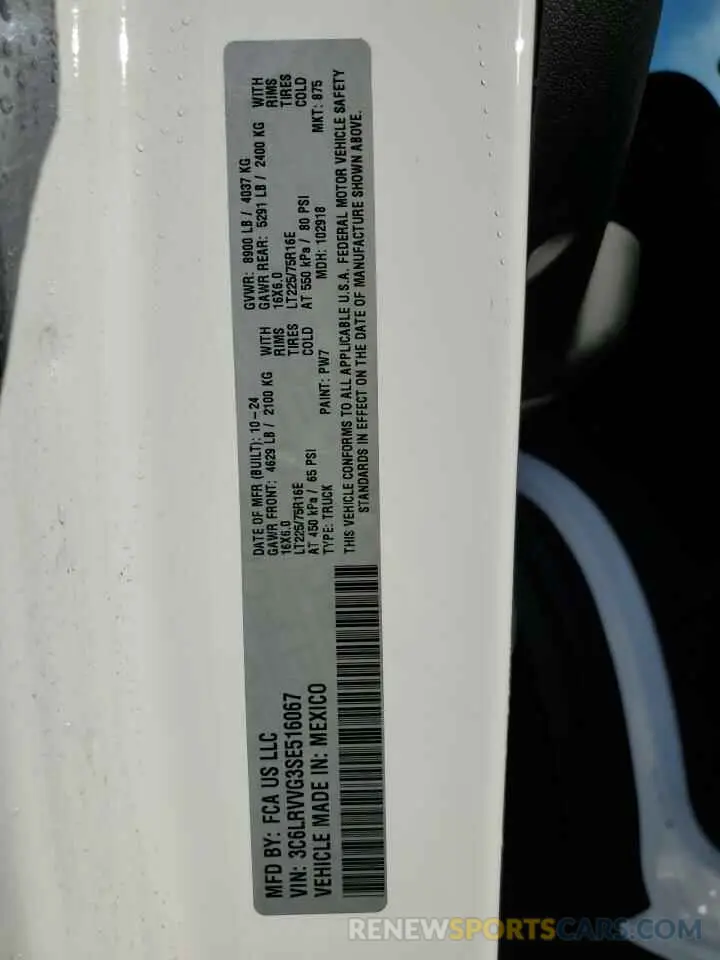 MFD BY: FCA US LLC
VIN: 3C6LRVVG3SE516067
VEHICLE MADE IN: MEXICO
DATE OF MFR (BUILT): 10-24 GVWR: 8900 LB / 4037 KG
GAWR FRONT: 4629 LB / 2100 KG WITH GAWR REAR: 5291 LB / 2400 KG WITH
16X6.0 RIMS 16X6.0 RIMS
LT225/75R16E TIRES LT225/75R16E TIRES
AT 450 kPa / 65 PSI COLD AT 550 kPa / 80 PSI COLD
TYPE: TRUCK PAINT: PW7 MDH: 102918 MKT: 875
THIS VEHICLE CONFORMS TO ALL APPLICABLE U.S.A. FEDERAL MOTOR VEHICLE SAFETY
STANDARDS IN EFFECT ON THE DATE OF MANUFACTURE SHOWN ABOVE.
RENEWSPORTSCARS.COM